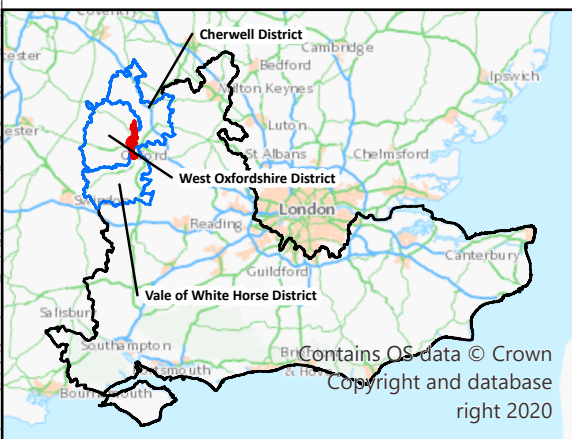 Coventry
Cherwell District
Cambridge
Bedford
Milton Keynes
Ipswich
Luton
St Albans
Chelmsford
West Oxfordshire District
London
Reading
Guildford
Canterbury
Vale of White Horse District
Salisbury
Southampton
Contains OS data © Crown
Copyright and database
right 2020